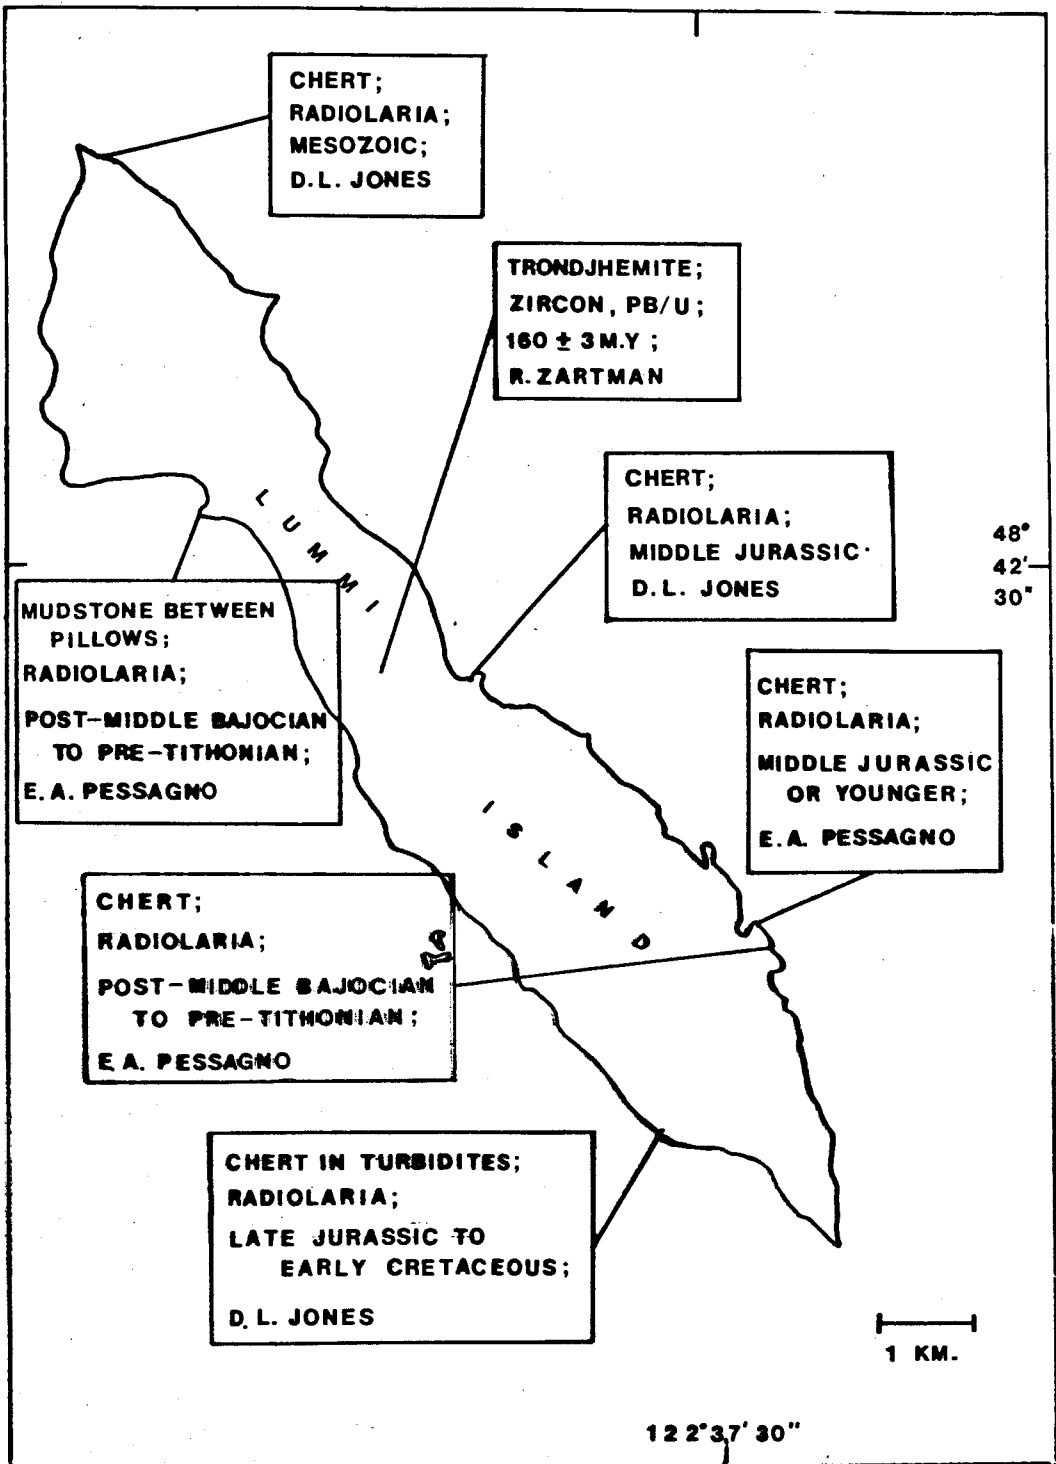 CHERT;
RADIOLARIA;
MESOZOIC;
D.L. JONES
TRONDJHEMITE;
ZIRCON, PB/U;
160 ± 3 M.Y;
R. ZARTMAN
CHERT;
RADIOLARIA;
MIDDLE JURASSIC
D.L. JONES
48°
42'
30"
LUMMI
MUDSTONE BETWEEN
PILLOWS;
RADIOLARIA;
POST-MIDDLE BAJOCIAN
TO PRE-TITHONIAN;
E.A. PESSAGNO
CHERT;
RADIOLARIA;
MIDDLE JURASSIC
OR YOUNGER;
E.A. PESSAGNO
ISLAND
CHERT;
RADIOLARIA;
POST-MIDDLE BAJOCIAN
TO PRE-TITHONIAN;
E.A. PESSAGNO
CHERT IN TURBIDITES;
RADIOLARIA;
LATE JURASSIC TO
EARLY CRETACEOUS;
D.L. JONES
1 KM.
122°37'30"